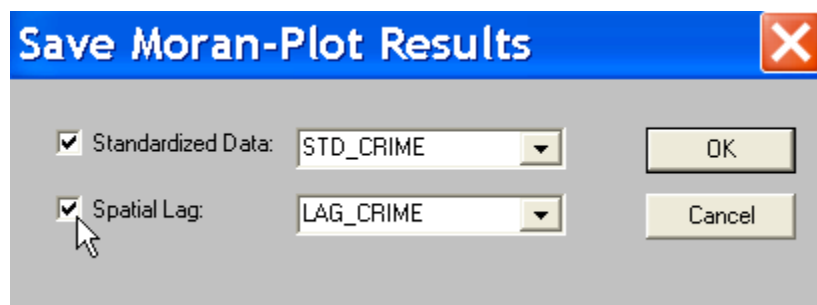 Save Moran-Plot Results
Standardized Data: STD_CRIME OK
Spatial Lag: LAG_CRIME Cancel